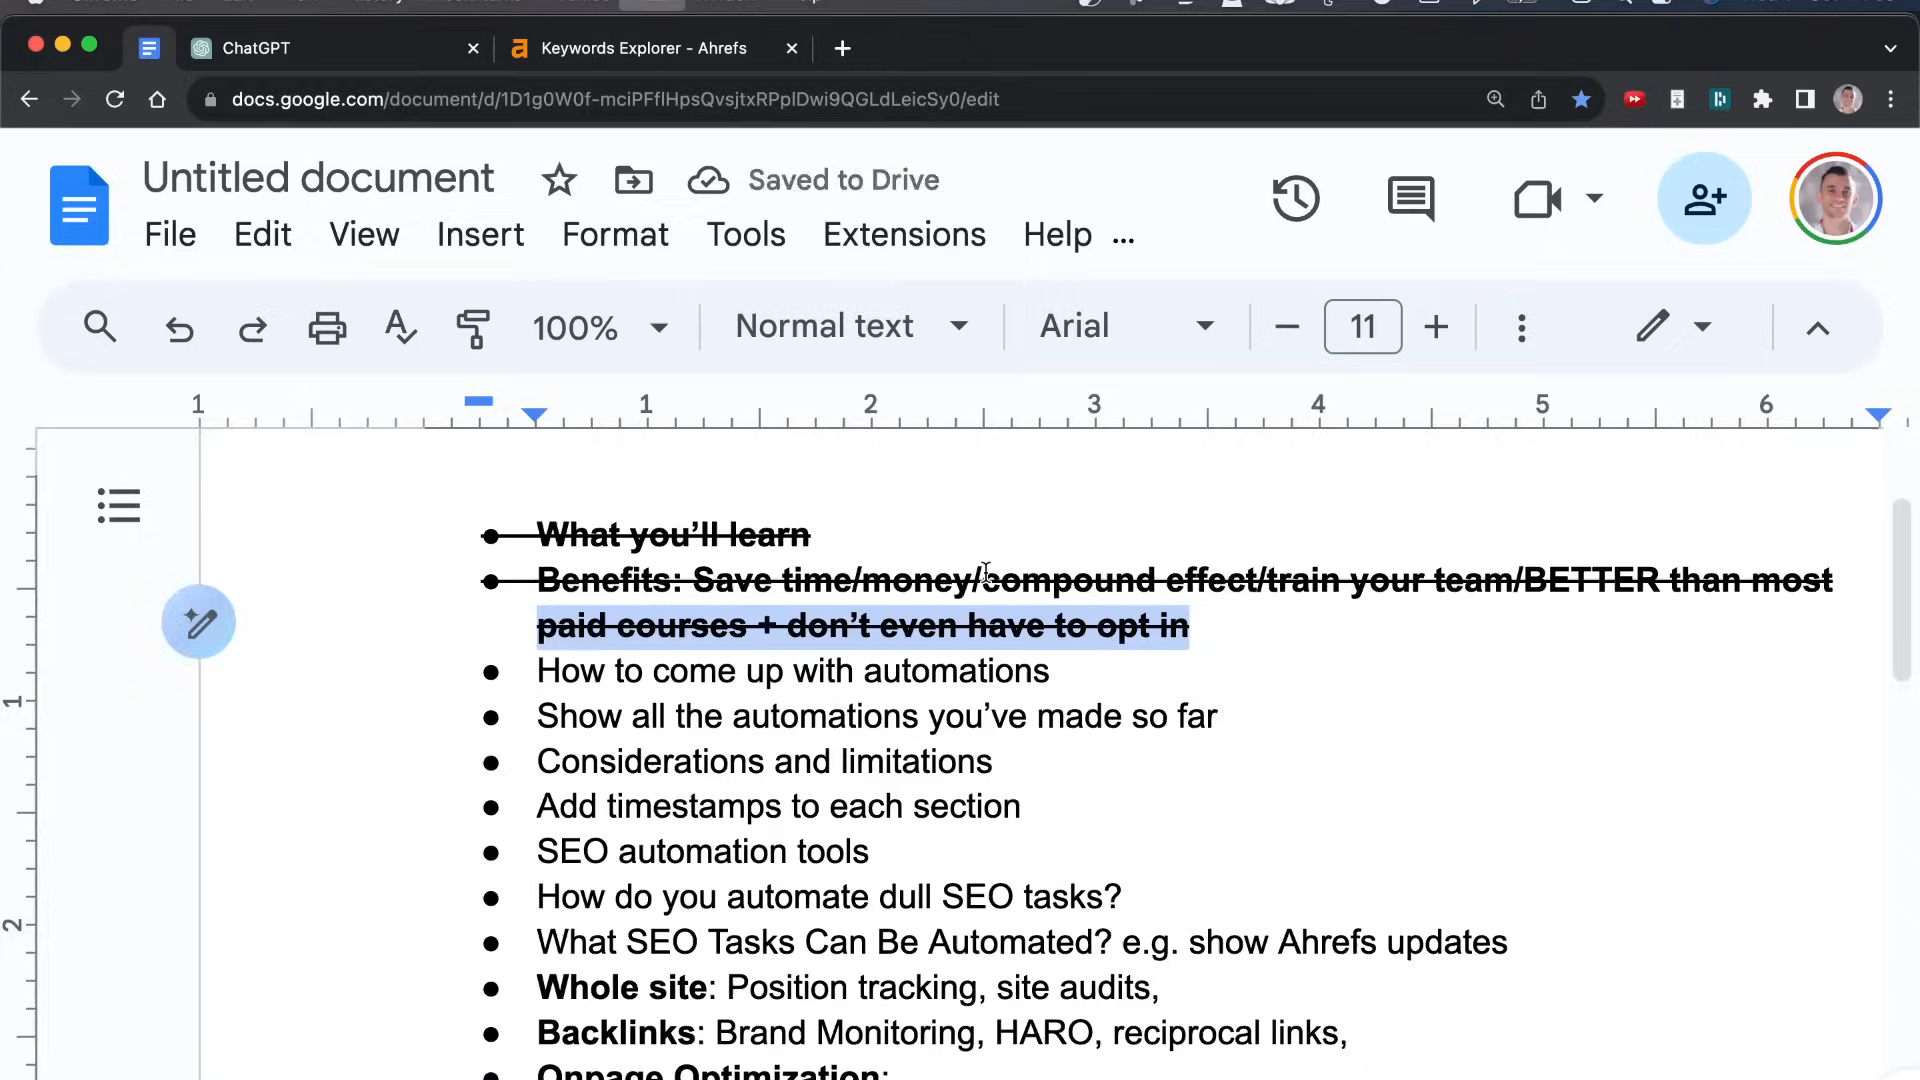 ChatGPT
Keywords Explorer - Ahrefs
docs.google.com/document/d/1D1g0W0f-mciPFflHpsQvsjtxRPplDwi9QGLdLeicSy0/edit
Untitled document
Saved to Drive
File Edit View Insert Format Tools Extensions Help ...
100% Normal text Arial 11
1 1 2 3 4 5 6
● What you’ll learn
● Benefits: Save time/money/compound effect/train your team/BETTER than most
paid courses + don’t even have to opt in
● How to come up with automations
● Show all the automations you’ve made so far
● Considerations and limitations
● Add timestamps to each section
● SEO automation tools
● How do you automate dull SEO tasks?
● What SEO Tasks Can Be Automated? e.g. show Ahrefs updates
● Whole site: Position tracking, site audits,
● Backlinks: Brand Monitoring, HARO, reciprocal links,
● Onpage Optimization:
1
2